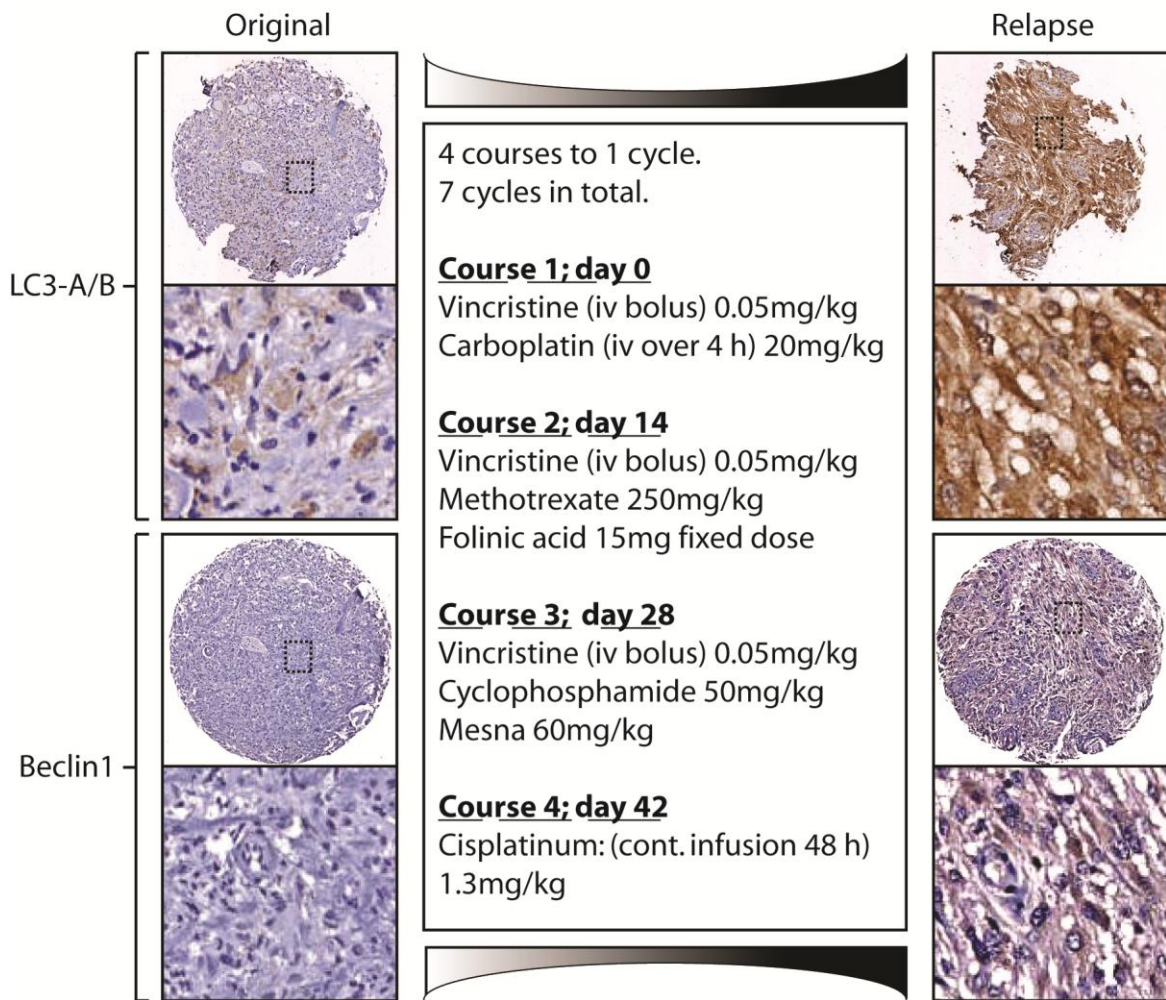 Original
Relapse
LC3-A/B
Beclin1
4 courses to 1 cycle.
7 cycles in total.
Course 1; day 0
Vincristine (iv bolus) 0.05mg/kg
Carboplatin (iv over 4 h) 20mg/kg
Course 2; day 14
Vincristine (iv bolus) 0.05mg/kg
Methotrexate 250mg/kg
Folinic acid 15mg fixed dose
Course 3; day 28
Vincristine (iv bolus) 0.05mg/kg
Cyclophosphamide 50mg/kg
Mesna 60mg/kg
Course 4; day 42
Cisplatinum: (cont. infusion 48 h)
1.3mg/kg